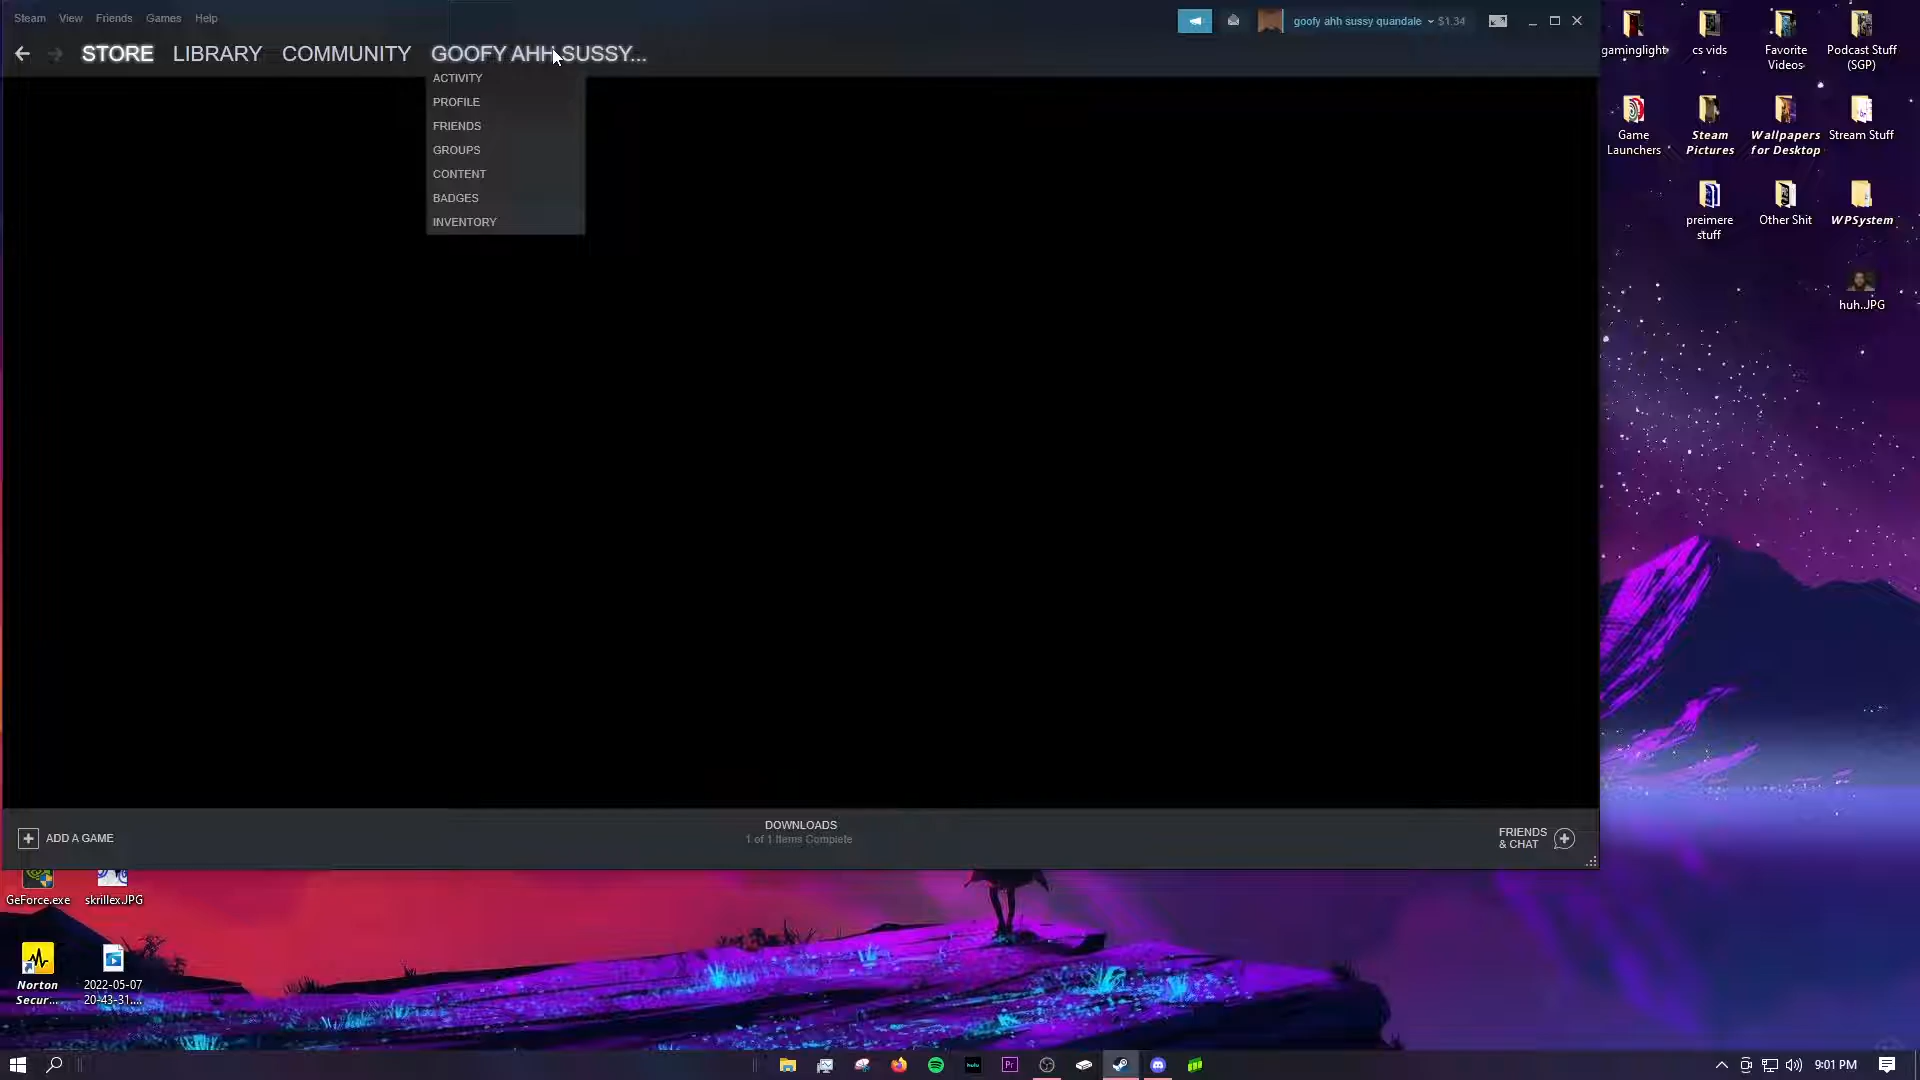 Steam View Friends Games Help
goofy ahh sussy quandale $1.34
STORE LIBRARY COMMUNITY GOOFY AHH SUSSY...
ACTIVITY
PROFILE
FRIENDS
GROUPS
CONTENT
BADGES
INVENTORY
ADD A GAME
DOWNLOADS
1 of 1 Items Complete
FRIENDS
& CHAT
gaminglight
cs vids
Favorite
Videos
Podcast Stuff
(SGP)
Game
Launchers
Steam
Pictures
Wallpapers
for Desktop
Stream Stuff
preimere
stuff
Other Shit
WPSystem
huh..JPG
GeForce.exe
skrillex.JPG
Norton
Secur...
2022-05-07
20-43-31....
hulu
Pr
9:01 PM